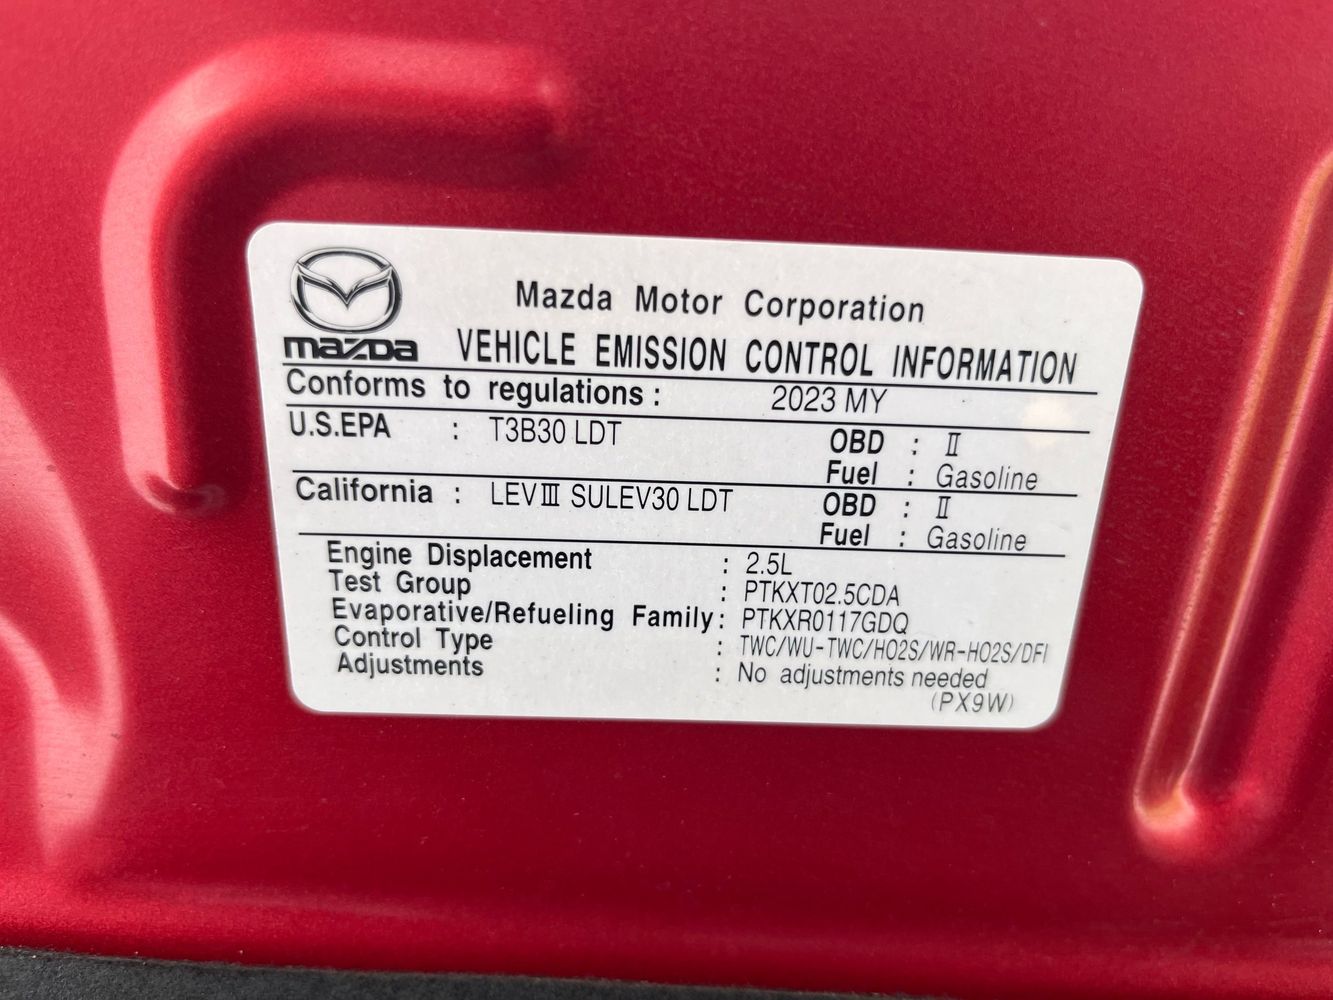 mazda
Mazda Motor Corporation
VEHICLE EMISSION CONTROL INFORMATION
Conforms to regulations : 2023 MY
U.S.EPA : T3B30 LDT OBD : Ⅱ
Fuel : Gasoline
California : LEVⅢ SULEV30 LDT OBD : Ⅱ
Fuel : Gasoline
Engine Displacement : 2.5L
Test Group : PTKXT02.5CDA
Evaporative/Refueling Family : PTKXR0117GDQ
Control Type : TWC/WU-TWC/HO2S/WR-HO2S/DFI
Adjustments : No adjustments needed
(PX9W)